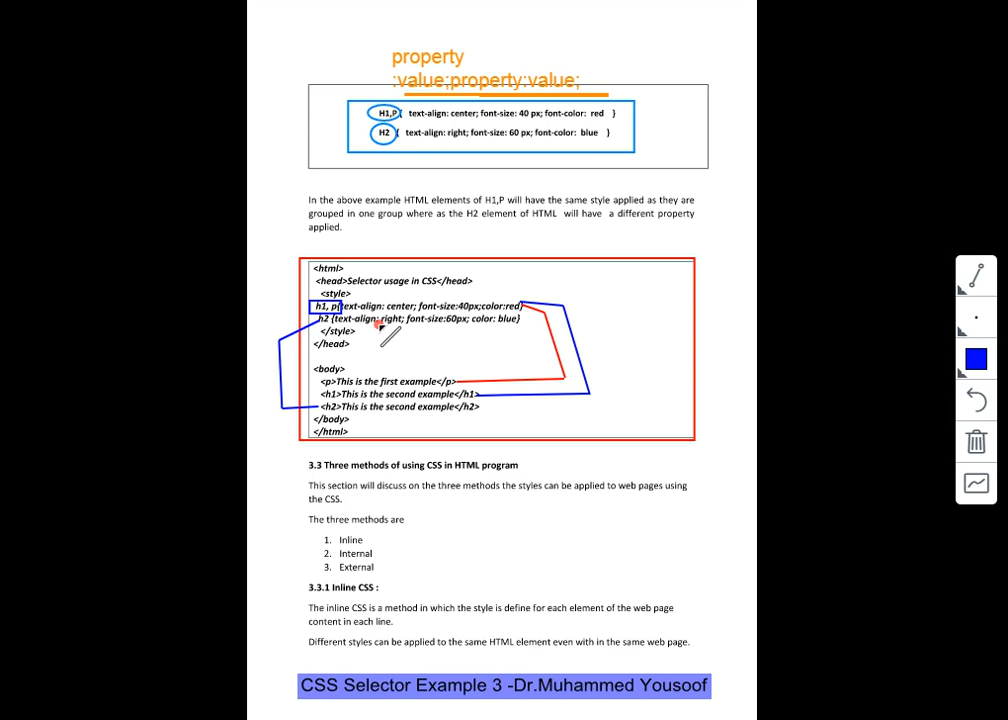 property
:value;property:value;
H1,P{ text-align: center; font-size: 40 px; font-color: red }
H2 { text-align: right; font-size: 60 px; font-color: blue }
In the above example HTML elements of H1,P will have the same style applied as they are
grouped in one group where as the H2 element of HTML will have a different property
applied.
<html>
<head>Selector usage in CSS</head>
<style>
h1, p{text-align: center; font-size:40px;color:red}
h2 {text-align: right; font-size:60px; color: blue}
</style>
</head>
<body>
<p>This is the first example</p>
<h1>This is the second example</h1>
<h2>This is the second example</h2>
</body>
</html>
3.3 Three methods of using CSS in HTML program
This section will discuss on the three methods the styles can be applied to web pages using
the CSS.
The three methods are
1. Inline
2. Internal
3. External
3.3.1 Inline CSS :
The inline CSS is a method in which the style is define for each element of the web page
content in each line.
Different styles can be applied to the same HTML element even with in the same web page.
CSS Selector Example 3 -Dr.Muhammed Yousoof